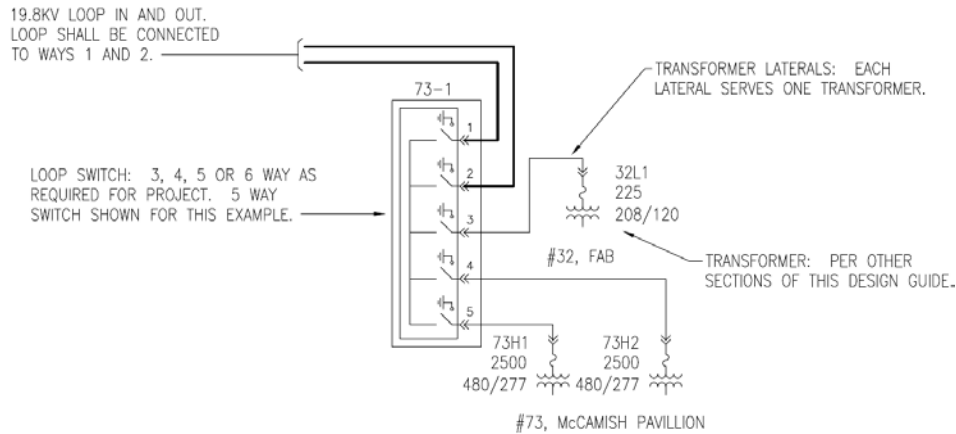 19.8KV LOOP IN AND OUT.
LOOP SHALL BE CONNECTED
TO WAYS 1 AND 2.
73-1
1
2
3
4
5
LOOP SWITCH: 3, 4, 5 OR 6 WAY AS
REQUIRED FOR PROJECT. 5 WAY
SWITCH SHOWN FOR THIS EXAMPLE.
TRANSFORMER LATERALS: EACH
LATERAL SERVES ONE TRANSFORMER.
32L1
225
208/120
#32, FAB
TRANSFORMER: PER OTHER
SECTIONS OF THIS DESIGN GUIDE.
73H1
2500
480/277
73H2
2500
480/277
#73, McCAMISH PAVILLION